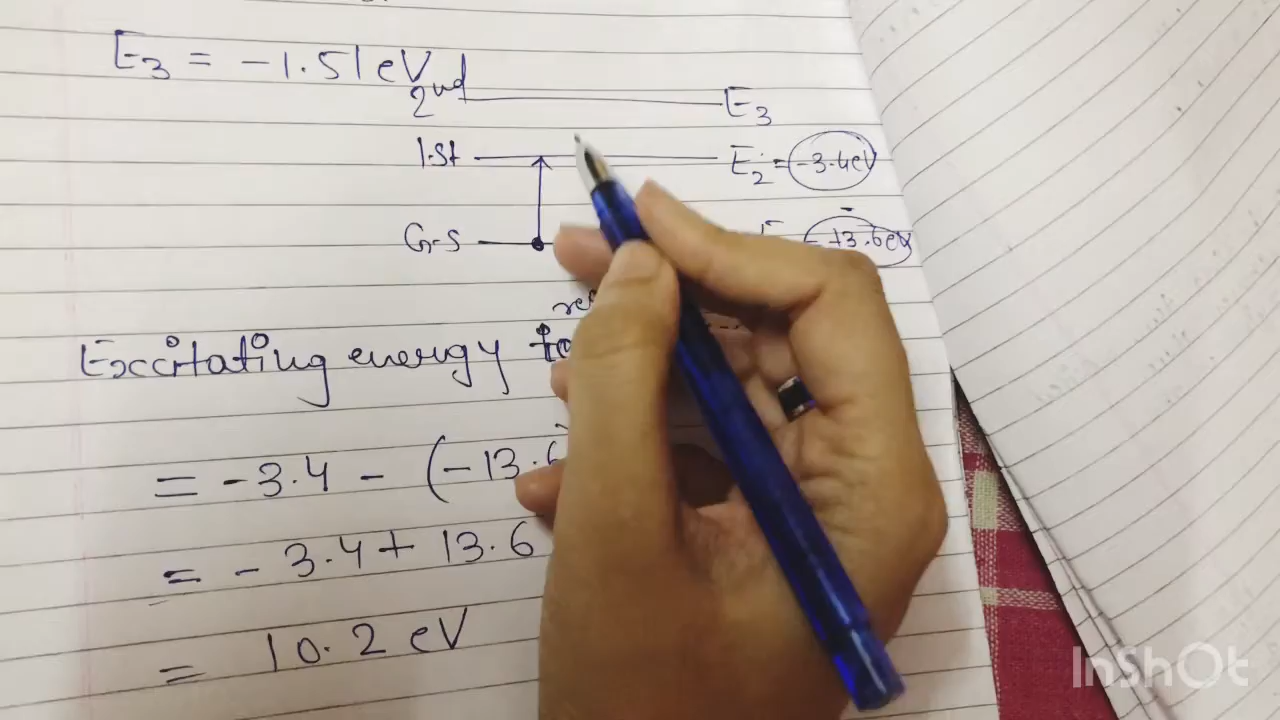 E3 = -1.51 eV
2nd E3
1st E2 = -3.4eV
G-S -13.6eV
Excitating energy to
= -3.4 - (-13.6
= -3.4 + 13.6
= 10.2 eV
InShOt